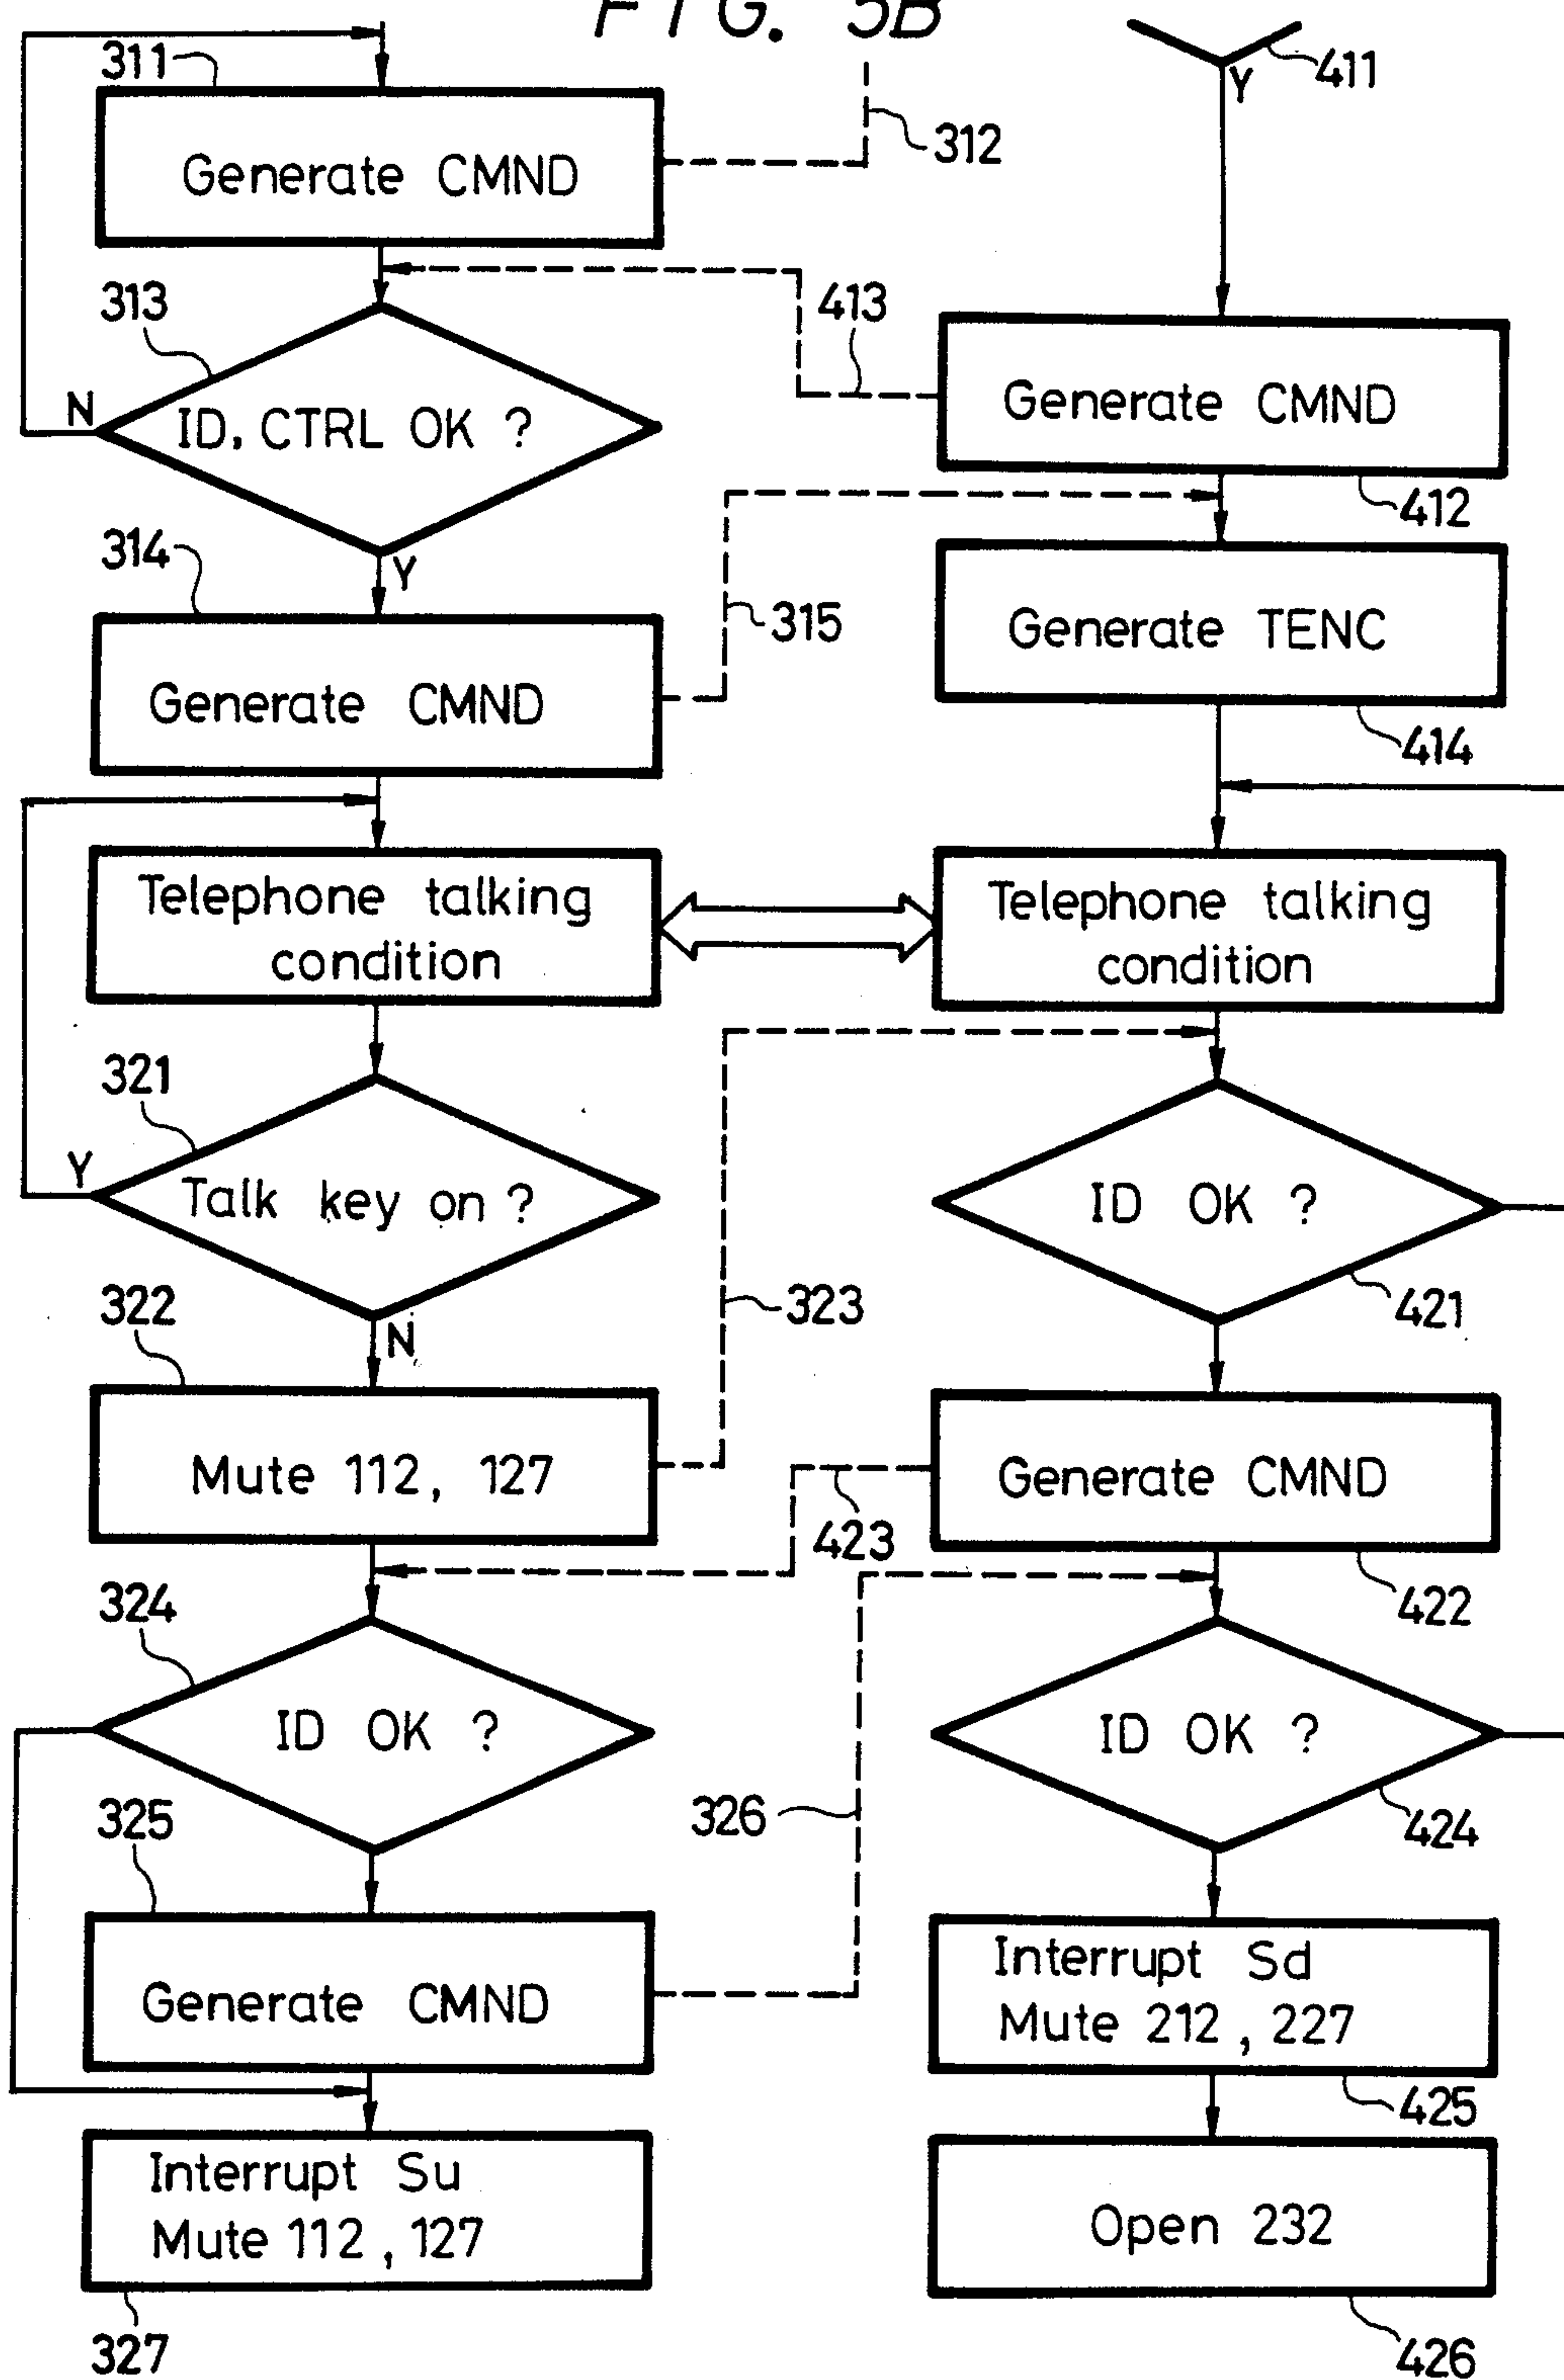 FIG. 5B
311
Generate CMND
312
411
Y
313
ID, CTRL OK ?
N
Y
413
Generate CMND
412
314
Generate CMND
315
Generate TENC
414
Telephone talking
condition
Telephone talking
condition
321
Talk key on ?
Y
N
323
ID OK ?
421
322
Mute 112, 127
423
Generate CMND
422
324
ID OK ?
326
ID OK ?
424
325
Generate CMND
Interrupt Sd
Mute 212, 227
425
Interrupt Su
Mute 112, 127
327
Open 232
426